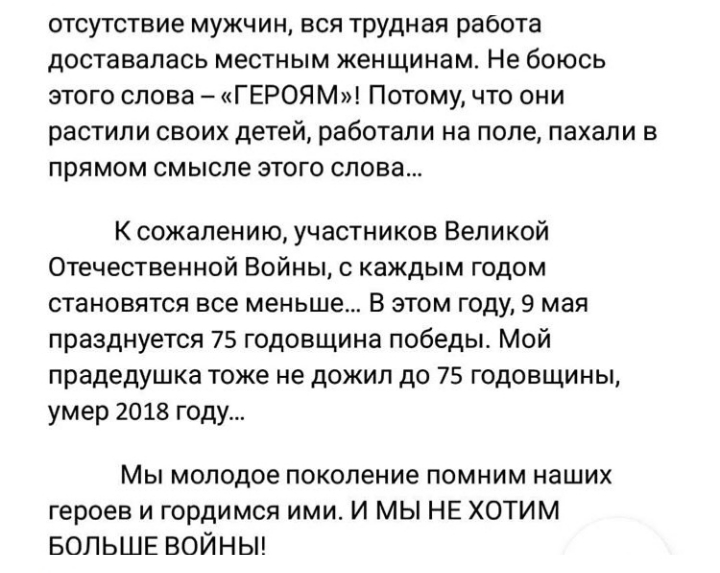 отсутствие мужчин, вся трудная работа
доставалась местным женщинам. Не боюсь
этого слова – «ГЕРОЯМ»! Потому, что они
растили своих детей, работали на поле, пахали в
прямом смысле этого слова...
К сожалению, участников Великой
Отечественной Войны, с каждым годом
становятся все меньше... В этом году, 9 мая
празднуется 75 годовщина победы. Мой
прадедушка тоже не дожил до 75 годовщины,
умер 2018 году...
Мы молодое поколение помним наших
героев и гордимся ими. И МЫ НЕ ХОТИМ
БОЛЬШЕ ВОЙНЫ!